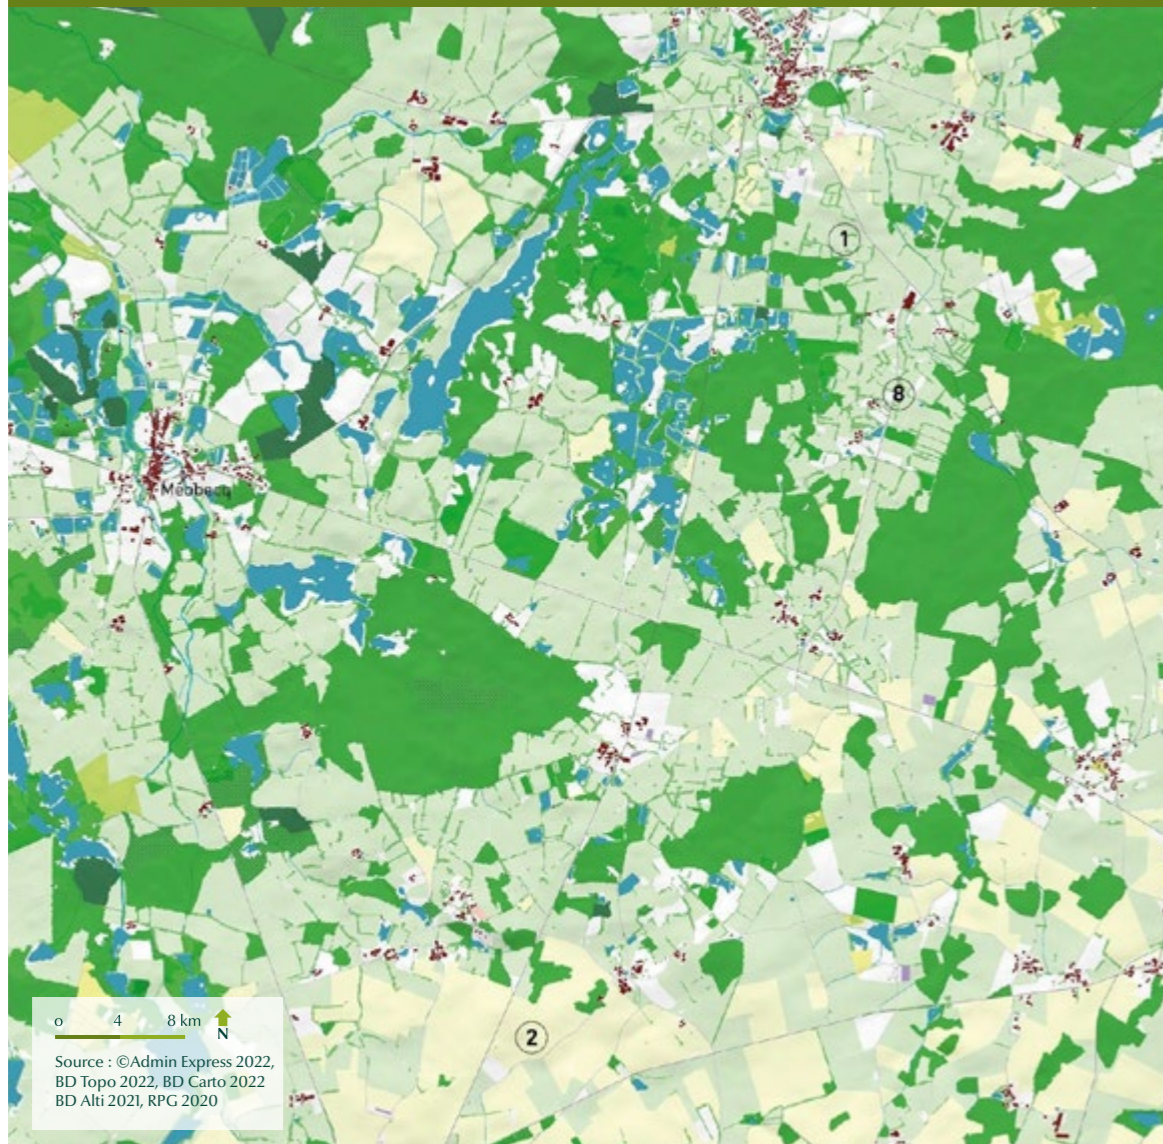 1
8
Méobecq
2
o 4 8 km
N
Source : ©Admin Express 2022,
BD Topo 2022, BD Carto 2022
BD Alti 2021, RPG 2020